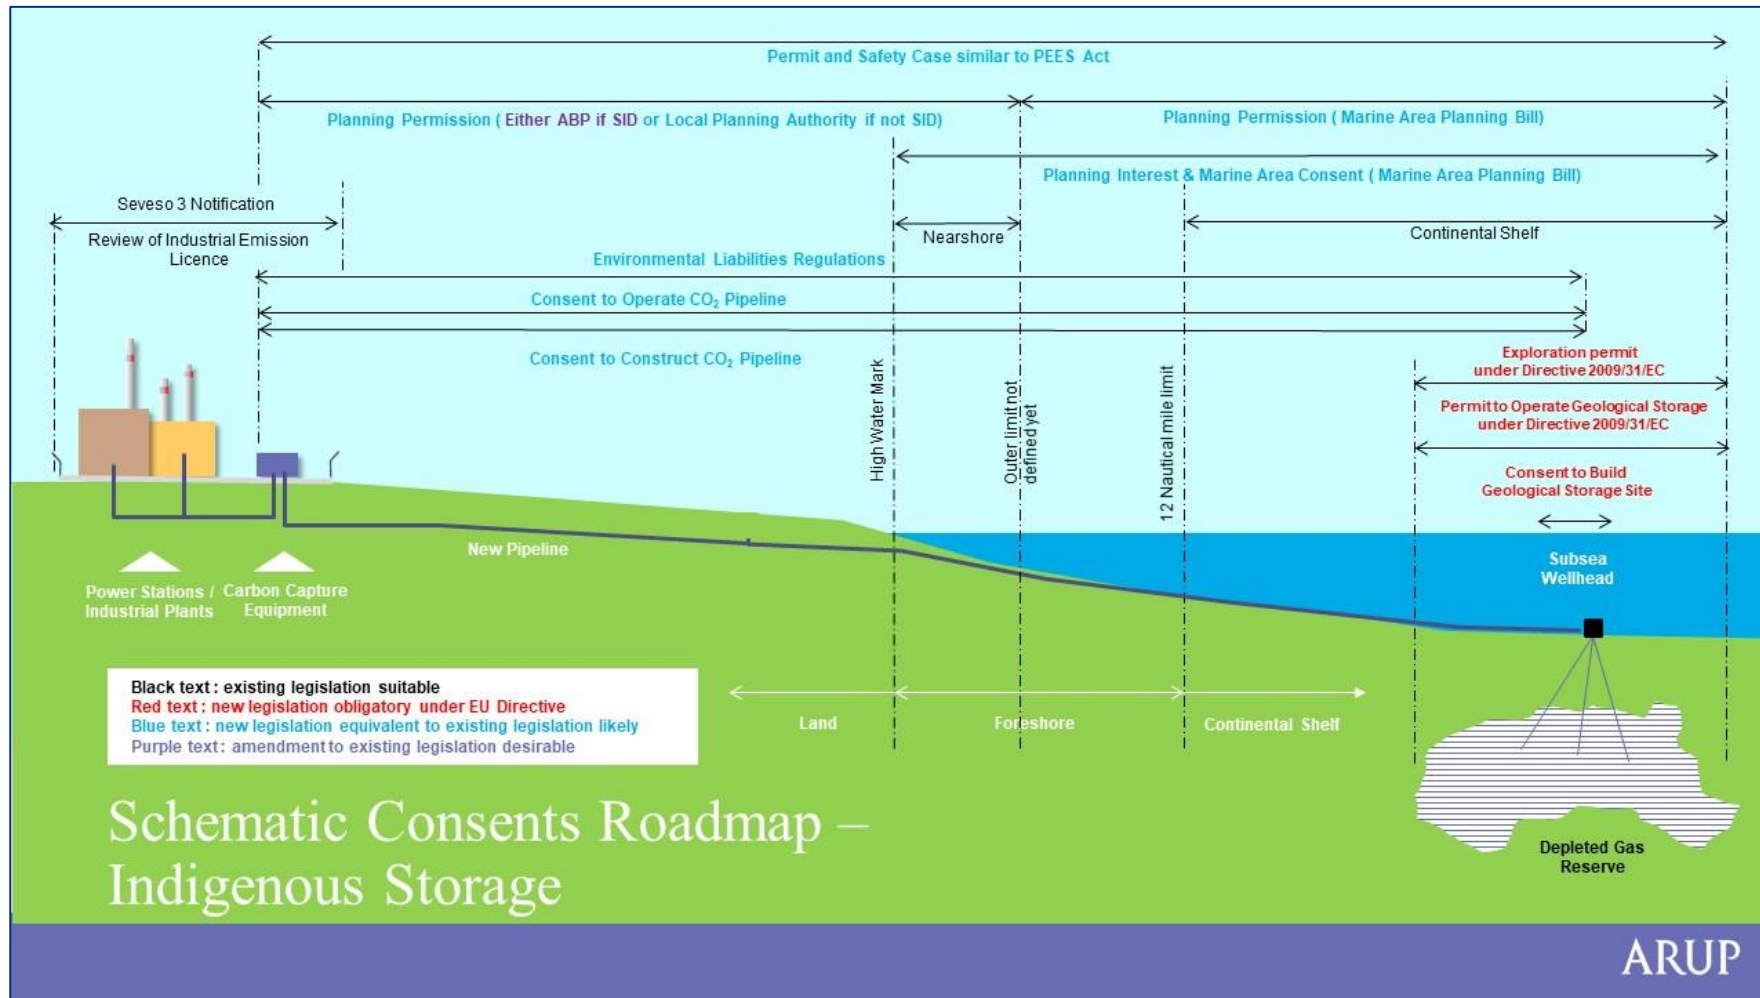 Permit and Safety Case similar to PEES Act
Planning Permission ( Either ABP if SID or Local Planning Authority if not SID)
Planning Permission ( Marine Area Planning Bill)
Planning Interest & Marine Area Consent ( Marine Area Planning Bill)
Seveso 3 Notification
Review of Industrial Emission
Licence
Nearshore
Continental Shelf
Environmental Liabilities Regulations
Consent to Operate CO₂ Pipeline
Consent to Construct CO₂ Pipeline
High Water Mark
Outer limit not
defined yet
12 Nautical mile limit
Exploration permit
under Directive 2009/31/EC
Permit to Operate Geological Storage
under Directive 2009/31/EC
Consent to Build
Geological Storage Site
New Pipeline
Subsea
Wellhead
Power Stations /
Industrial Plants
Carbon Capture
Equipment
Black text : existing legislation suitable
Red text : new legislation obligatory under EU Directive
Blue text : new legislation equivalent to existing legislation likely
Purple text : amendment to existing legislation desirable
Land
Foreshore
Continental Shelf
Depleted Gas
Reserve
Schematic Consents Roadmap –
Indigenous Storage
ARUP